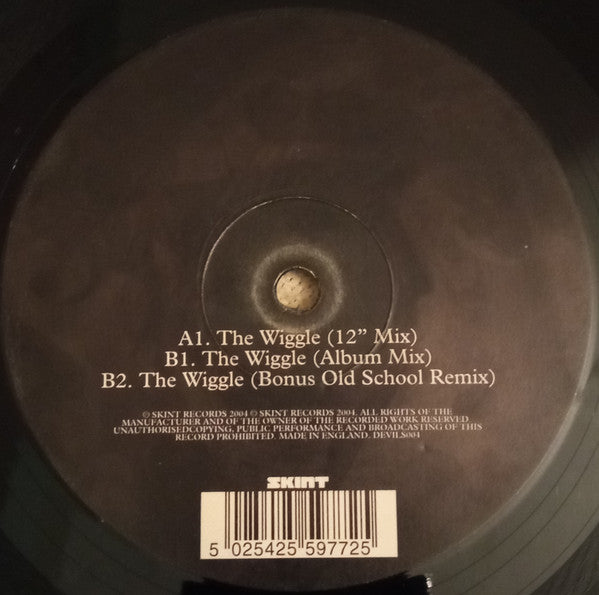 A1. The Wiggle (12” Mix)
B1. The Wiggle (Album Mix)
B2. The Wiggle (Bonus Old School Remix)
© SKINT RECORDS 2004 © SKINT RECORDS 2004. ALL RIGHTS OF THE
MANUFACTURER AND OF THE OWNER OF THE RECORDED WORK RESERVED
UNAUTHORISEDCOPYING, PUBLIC PERFORMANCE AND BROADCASTING OF THIS
RECORD PROHIBITED. MADE IN ENGLAND. DEVILS004
SKINT
5 025425 597725